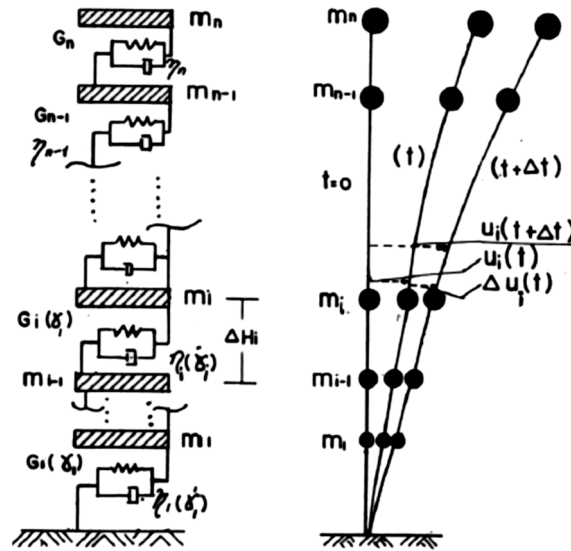 mn
Gn
ηn
mn-1
Gn-1
ηn-1
mi
Gi(γi)
ΔHi
mi-1
η̇i(γ̇i)
m1
G1(γ1)
η1(γ̇1)
mn
mn-1
(t)
(t+Δt)
t=0
ui(t+Δt)
ui(t)
Δui(t)
mi
mi-1
m1